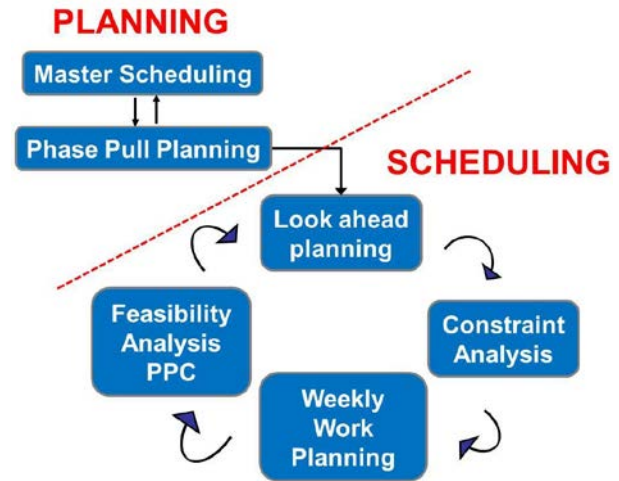 PLANNING
Master Scheduling
Phase Pull Planning
SCHEDULING
Look ahead
planning
Constraint
Analysis
Weekly
Work
Planning
Feasibility
Analysis
PPC